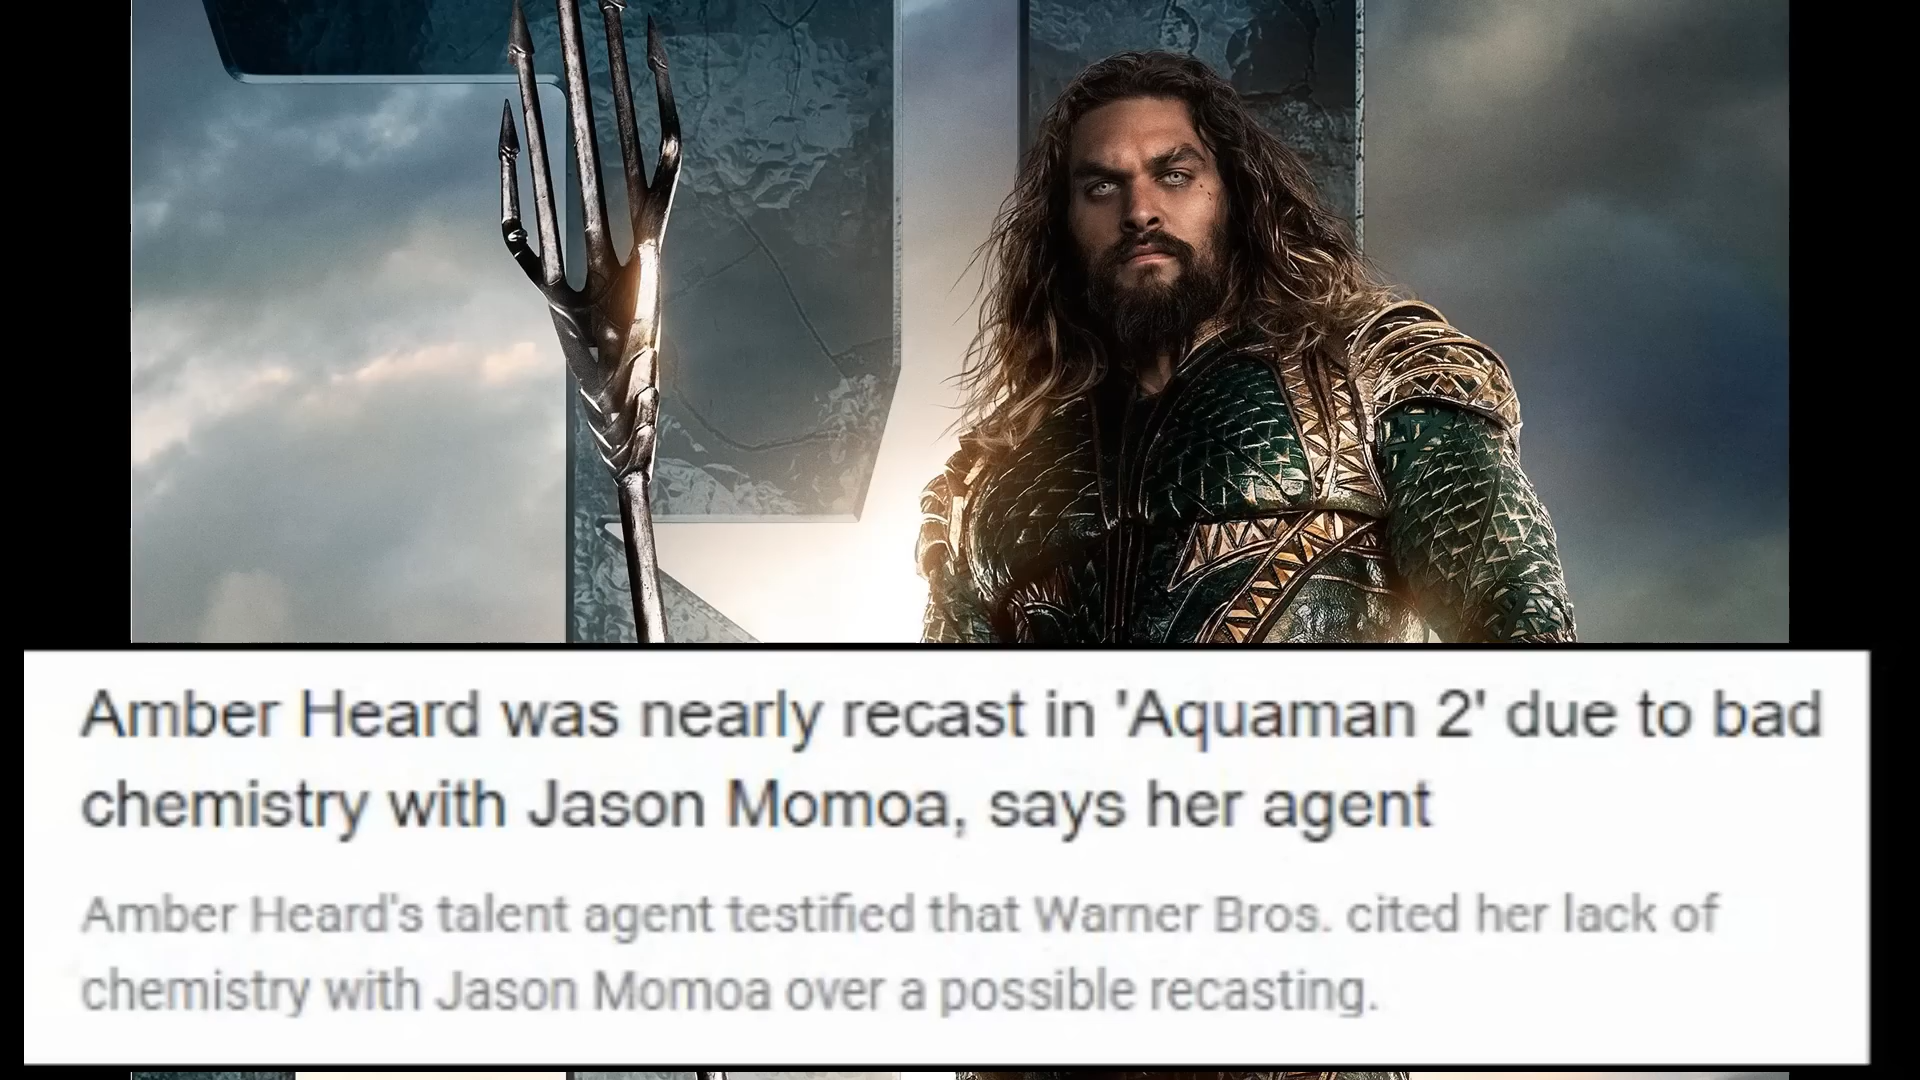 Amber Heard was nearly recast in 'Aquaman 2' due to bad
chemistry with Jason Momoa, says her agent
Amber Heard's talent agent testified that Warner Bros. cited her lack of
chemistry with Jason Momoa over a possible recasting.